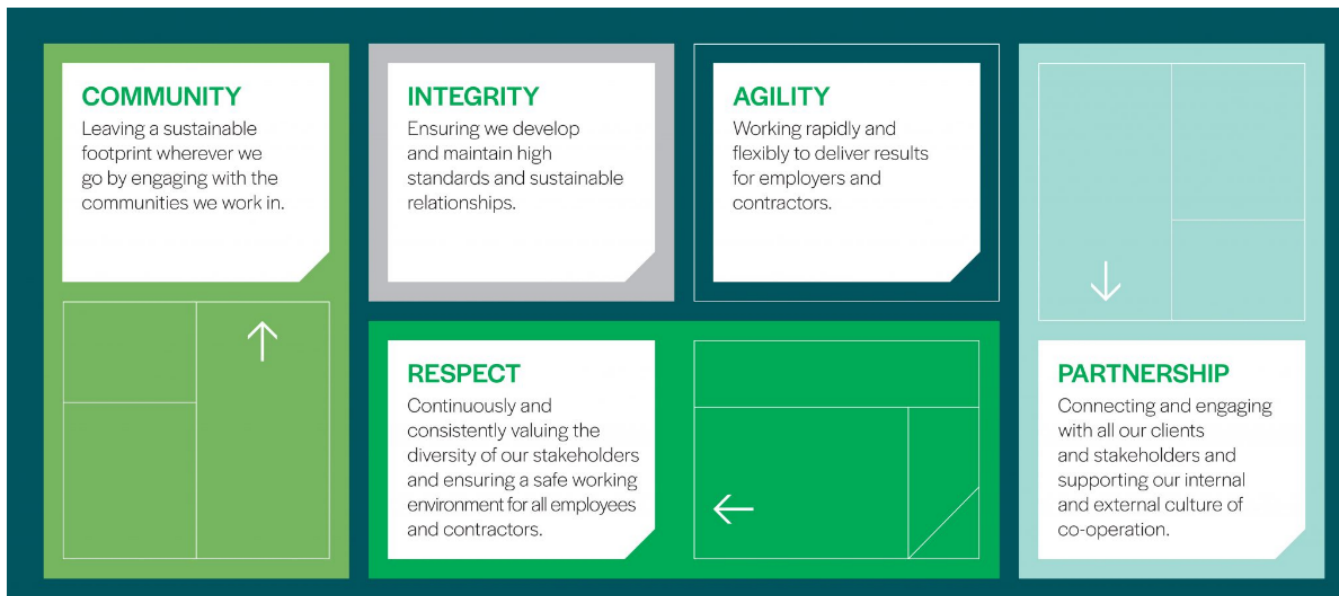 COMMUNITY
Leaving a sustainable
footprint wherever we
go by engaging with the
communities we work in.
INTEGRITY
Ensuring we develop
and maintain high
standards and sustainable
relationships.
AGILITY
Working rapidly and
flexibly to deliver results
for employers and
contractors.
RESPECT
Continuously and
consistently valuing the
diversity of our stakeholders
and ensuring a safe working
environment for all employees
and contractors.
PARTNERSHIP
Connecting and engaging
with all our clients
and stakeholders and
supporting our internal
and external culture of
co-operation.